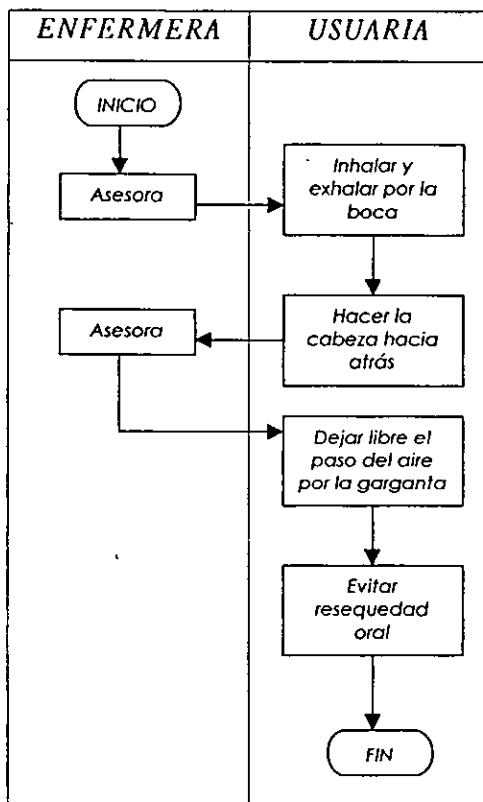 ENFERMERA
USUARIA
INICIO
Asesora
Inhalar y
exhalar por la
boca
Hacer la
cabeza hacia
atrás
Asesora
Dejar libre el
paso del aire
por la garganta
Evitar
resequedad
oral
FIN